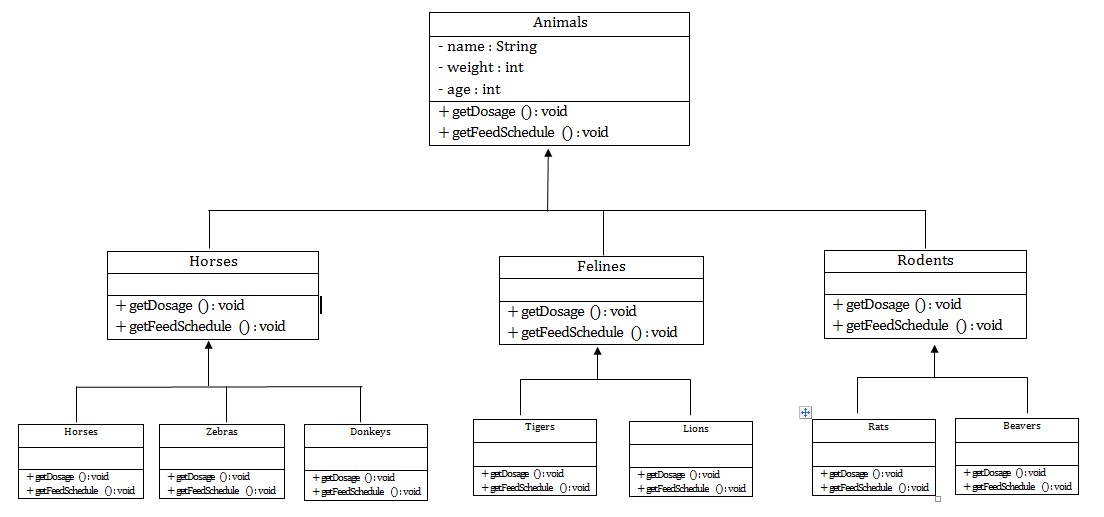 Animals
- name : String
- weight : int
- age : int
+ getDosage () : void
+ getFeedSchedule () : void
Horses
+ getDosage () : void
+ getFeedSchedule () : void
Felines
+ getDosage () : void
+ getFeedSchedule () : void
Rodents
+ getDosage () : void
+ getFeedSchedule () : void
Horses
+ getDosage () : void
+ getFeedSchedule () : void
Zebras
+ getDosage () : void
+ getFeedSchedule () : void
Donkeys
+ getDosage () : void
+ getFeedSchedule () : void
Tigers
+ getDosage () : void
+ getFeedSchedule () : void
Lions
+ getDosage () : void
+ getFeedSchedule () : void
Rats
+ getDosage () : void
+ getFeedSchedule () : void
Beavers
+ getDosage () : void
+ getFeedSchedule () : void